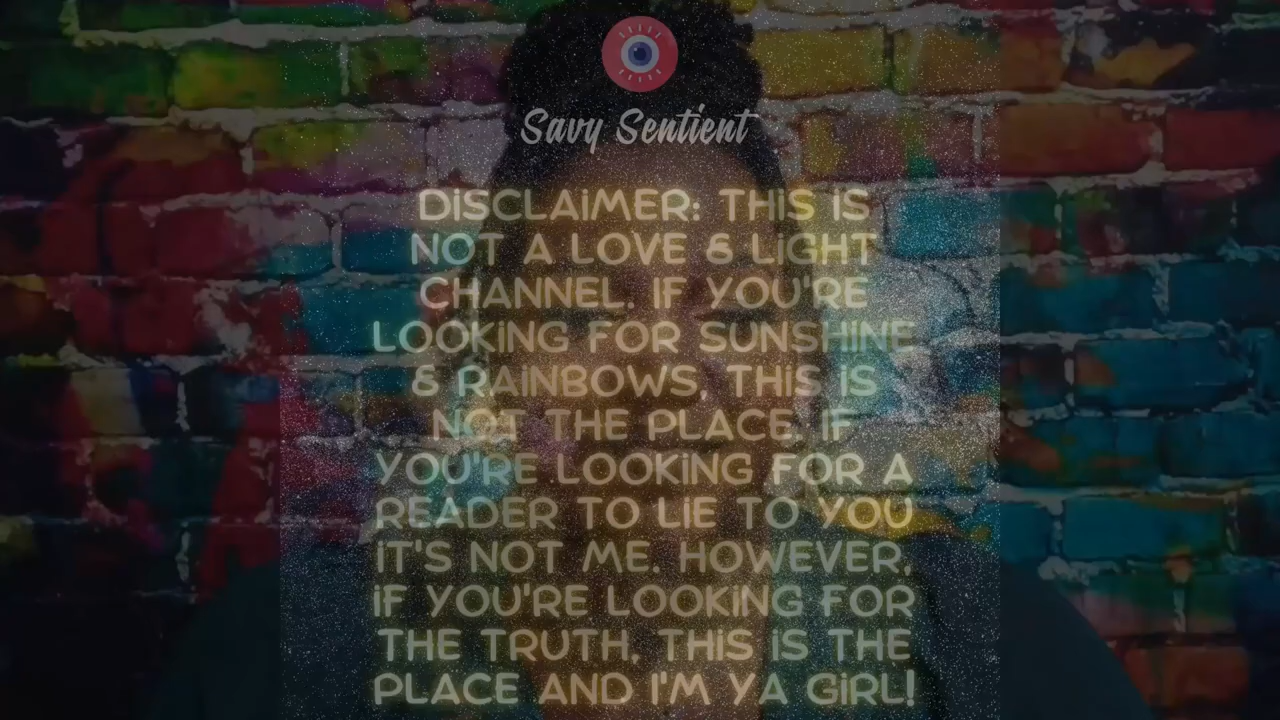 Savy Sentient
DISCLAiMER: THiS IS
NOT A LOVE & LiGHT
CHANNEL. IF YOU'RE
LOOKiNG FOR SUNSHINE
& RAINBOWS, THiS iS
NOT THE PLACE. IF
YOU'RE LOOKiNG FOR A
READER TO LIE TO YOU
iT'S NOT ME. HOWEVER,
iF YOU'RE LOOKiNG FOR
THE TRUTH, THiS iS THE
PLACE AND I'M YA GiRL!